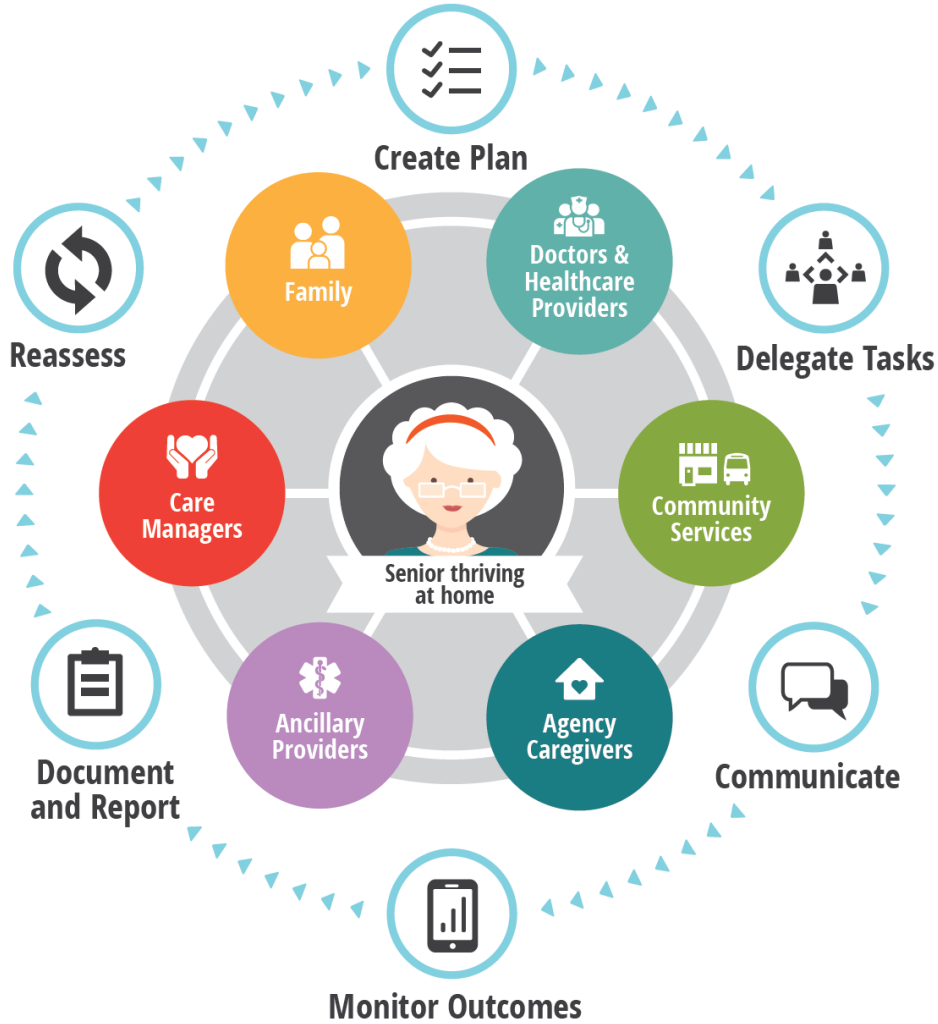 Create Plan
Family
Doctors &
Healthcare
Providers
Reassess
Delegate Tasks
Care
Managers
Community
Services
Senior thriving
at home
Ancillary
Providers
Agency
Caregivers
Document
and Report
Communicate
Monitor Outcomes